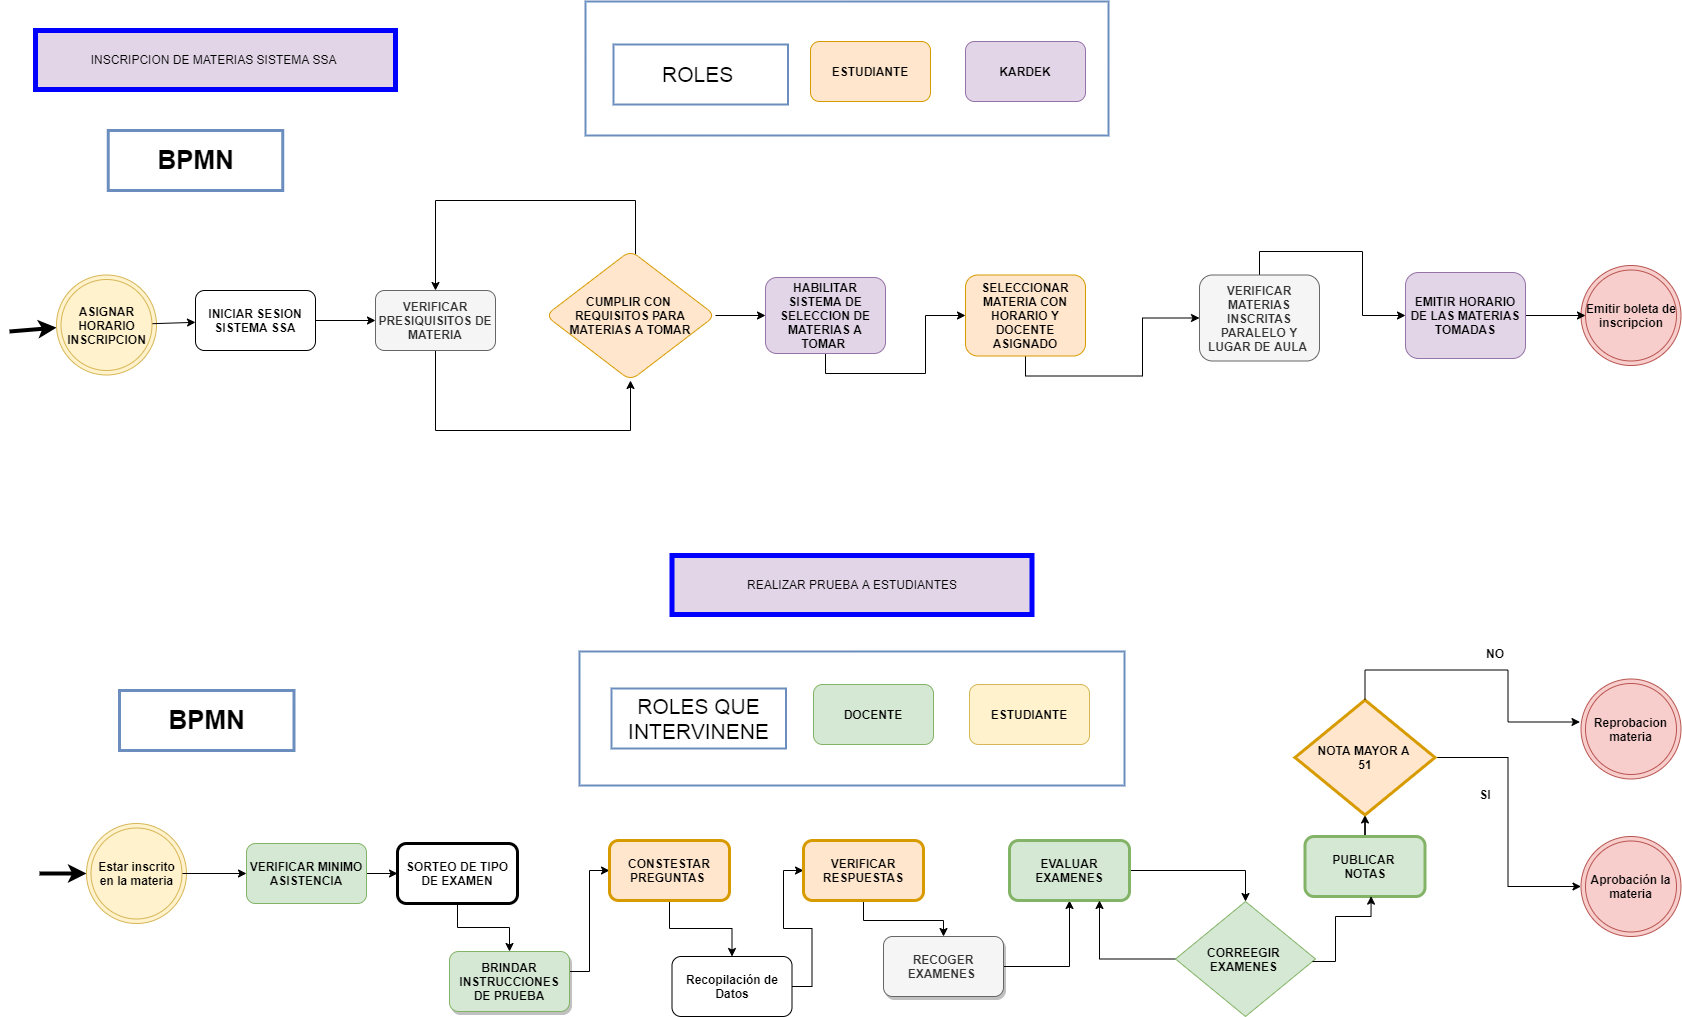 INSCRIPCION DE MATERIAS SISTEMA SSA
ROLES
ESTUDIANTE
KARDEK
BPMN
ASIGNAR
HORARIO
INSCRIPCION
INICIAR SESION
SISTEMA SSA
VERIFICAR
PRESIQUISITOS DE
MATERIA
CUMPLIR CON
REQUISITOS PARA
MATERIAS A TOMAR
HABILITAR
SISTEMA DE
SELECCION DE
MATERIAS A
TOMAR
SELECCIONAR
MATERIA CON
HORARIO Y
DOCENTE
ASIGNADO
VERIFICAR
MATERIAS
INSCRITAS
PARALELO Y
LUGAR DE AULA
EMITIR HORARIO
DE LAS MATERIAS
TOMADAS
Emitir boleta de
inscripcion
REALIZAR PRUEBA A ESTUDIANTES
BPMN
ROLES QUE
INTERVINENE
DOCENTE
ESTUDIANTE
Estar inscrito
en la materia
VERIFICAR MINIMO
ASISTENCIA
SORTEO DE TIPO
DE EXAMEN
BRINDAR
INSTRUCCIONES
DE PRUEBA
CONSTESTAR
PREGUNTAS
Recopilación de
Datos
VERIFICAR
RESPUESTAS
RECOGER
EXAMENES
EVALUAR
EXAMENES
CORREEGIR
EXAMENES
PUBLICAR
NOTAS
NOTA MAYOR A
51
NO
SI
Reprobacion
materia
Aprobación la
materia